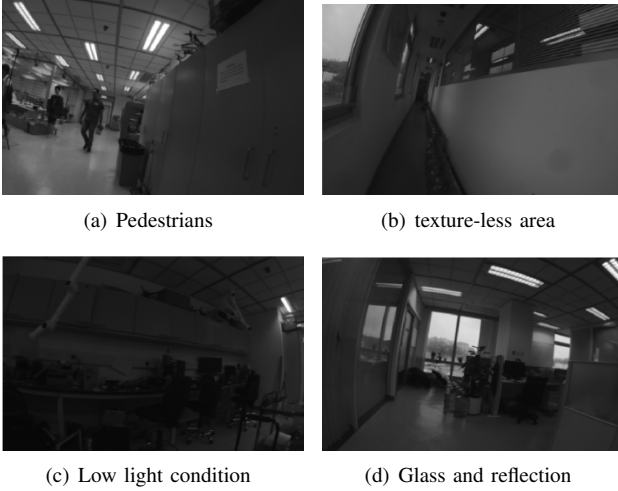 (a) Pedestrians
(b) texture-less area
(c) Low light condition
(d) Glass and reflection